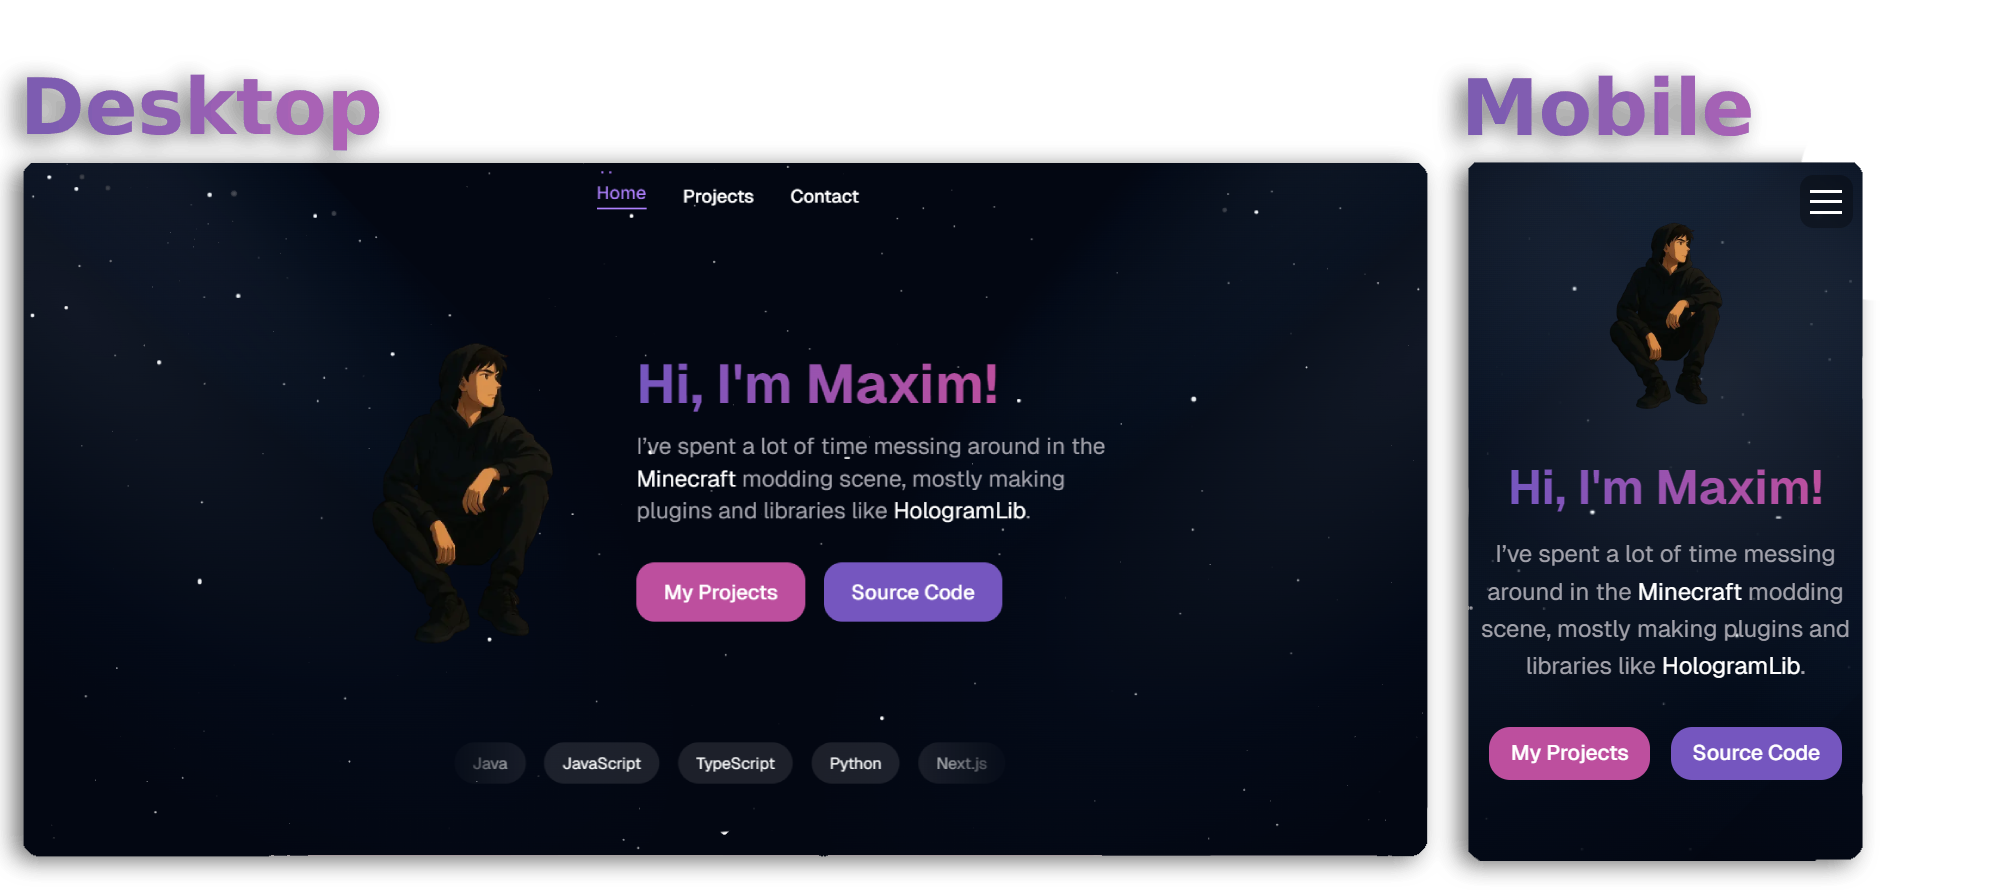 Desktop
Home Projects Contact
Hi, I'm Maxim!
I've spent a lot of time messing around in the
Minecraft modding scene, mostly making
plugins and libraries like HologramLib.
My Projects Source Code
Java JavaScript TypeScript Python Next.js
Mobile
Hi, I'm Maxim!
I've spent a lot of time messing
around in the Minecraft modding
scene, mostly making plugins and
libraries like HologramLib.
My Projects Source Code